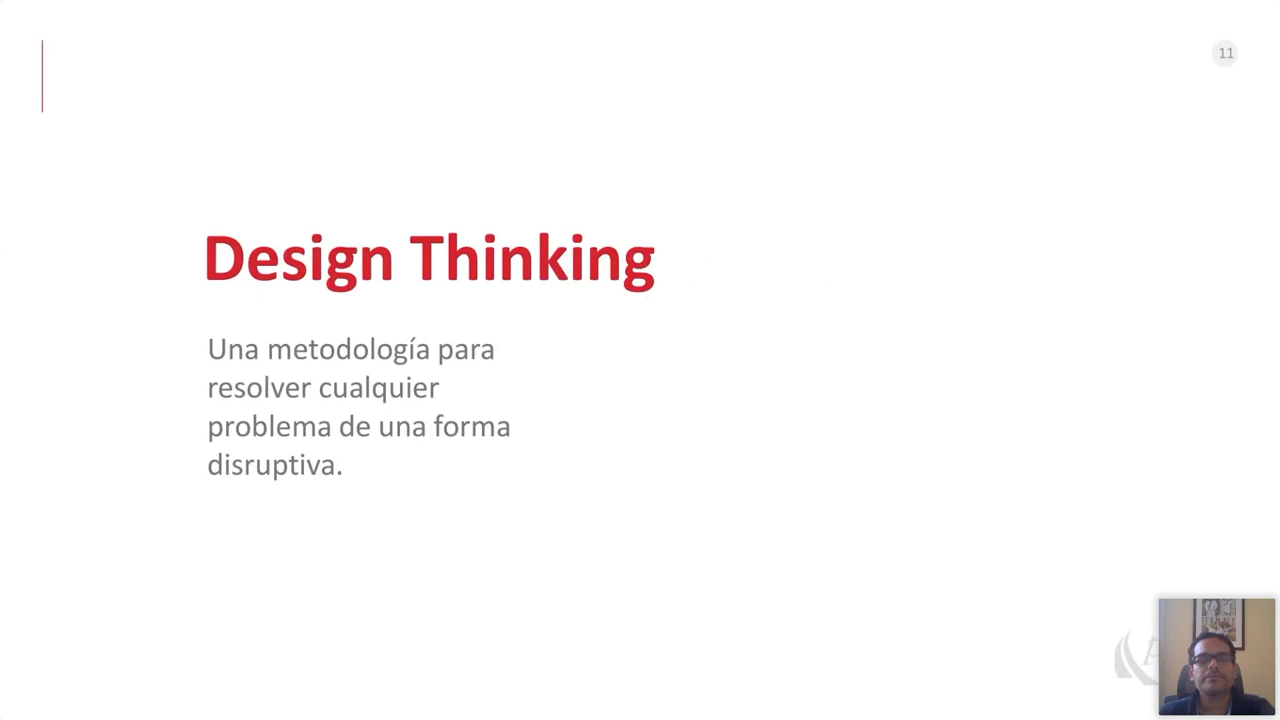 11
Design Thinking
Una metodología para
resolver cualquier
problema de una forma
disruptiva.